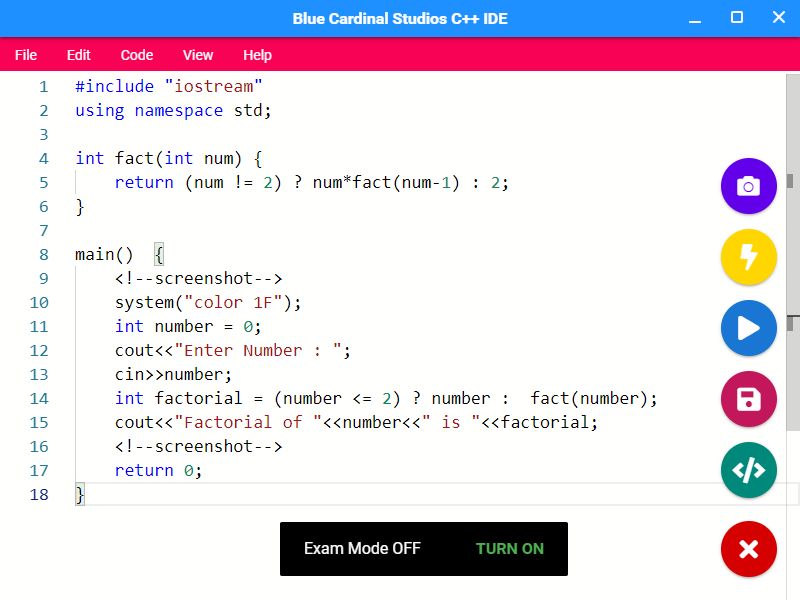 Blue Cardinal Studios C++ IDE
File Edit Code View Help
1 #include "iostream"
2 using namespace std;
3
4 int fact(int num) {
5 return (num != 2) ? num*fact(num-1) : 2;
6 }
7
8 main()  {
9 <!--screenshot-->
10 system("color 1F");
11 int number = 0;
12 cout<<"Enter Number : ";
13 cin>>number;
14 int factorial = (number <= 2) ? number :  fact(number);
15 cout<<"Factorial of "<<number<<" is "<<factorial;
16 <!--screenshot-->
17 return 0;
18 }
Exam Mode OFF TURN ON